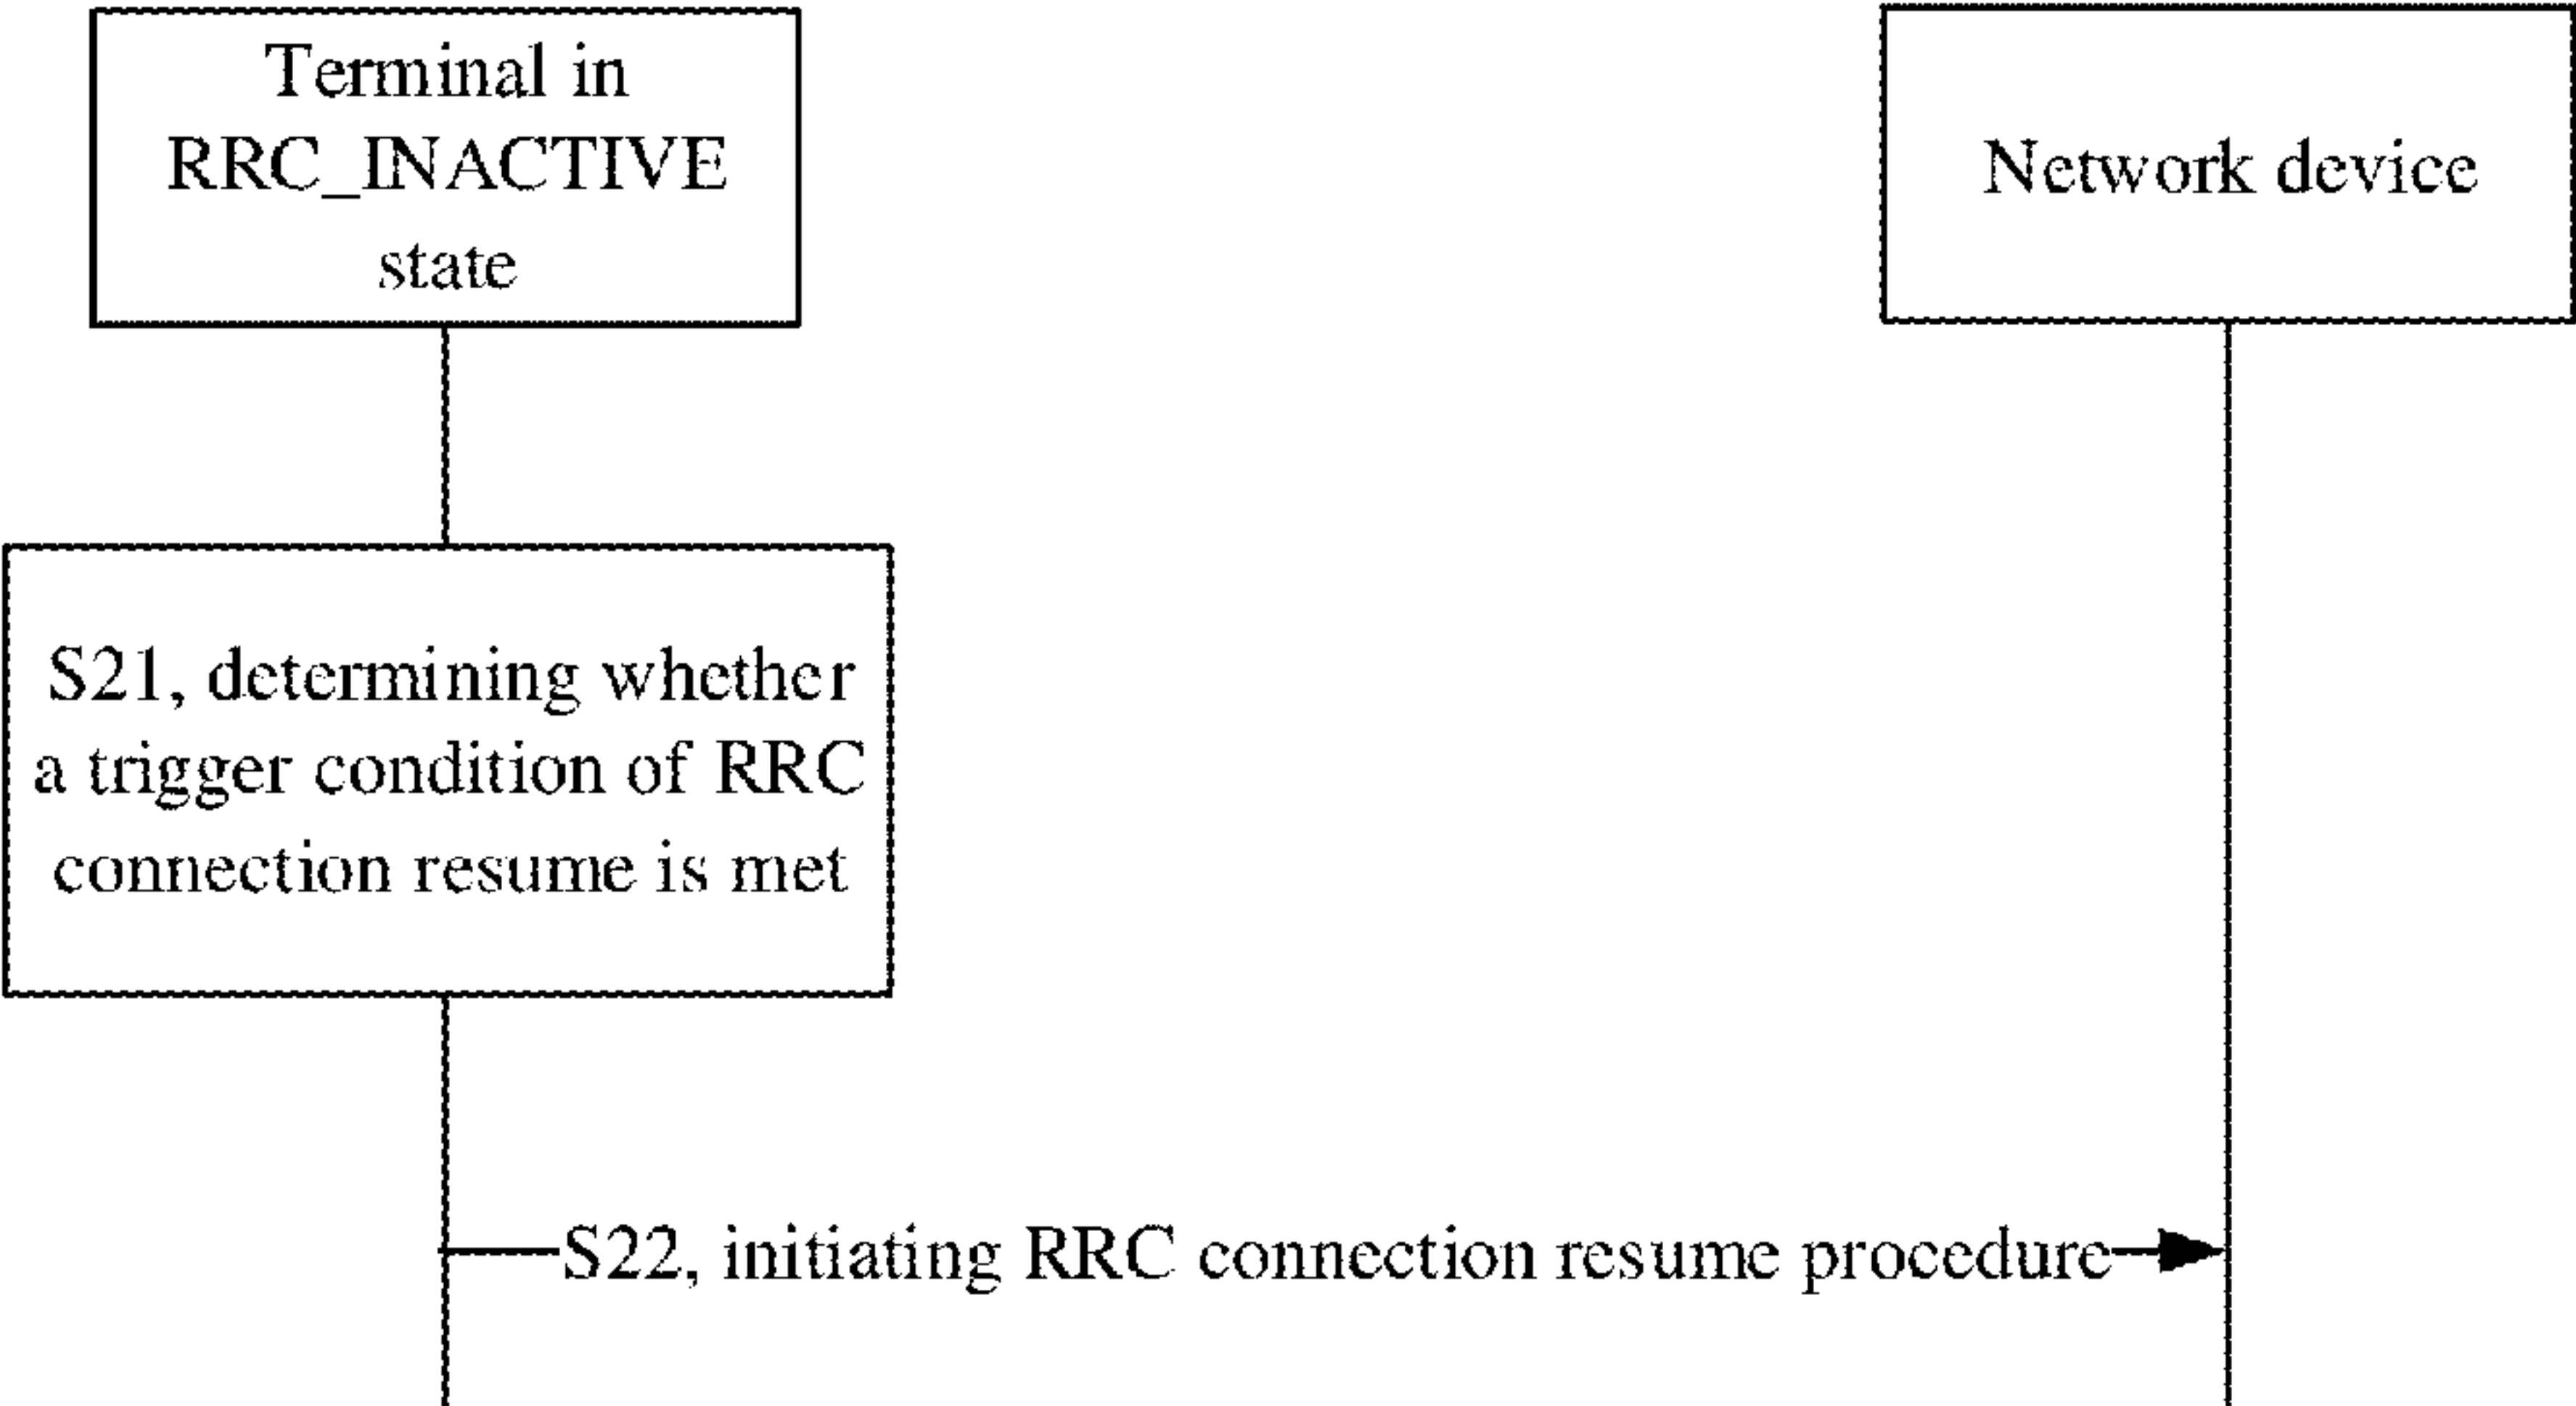 Terminal in
RRC_INACTIVE
state
Network device
S21, determining whether
a trigger condition of RRC
connection resume is met
S22, initiating RRC connection resume procedure